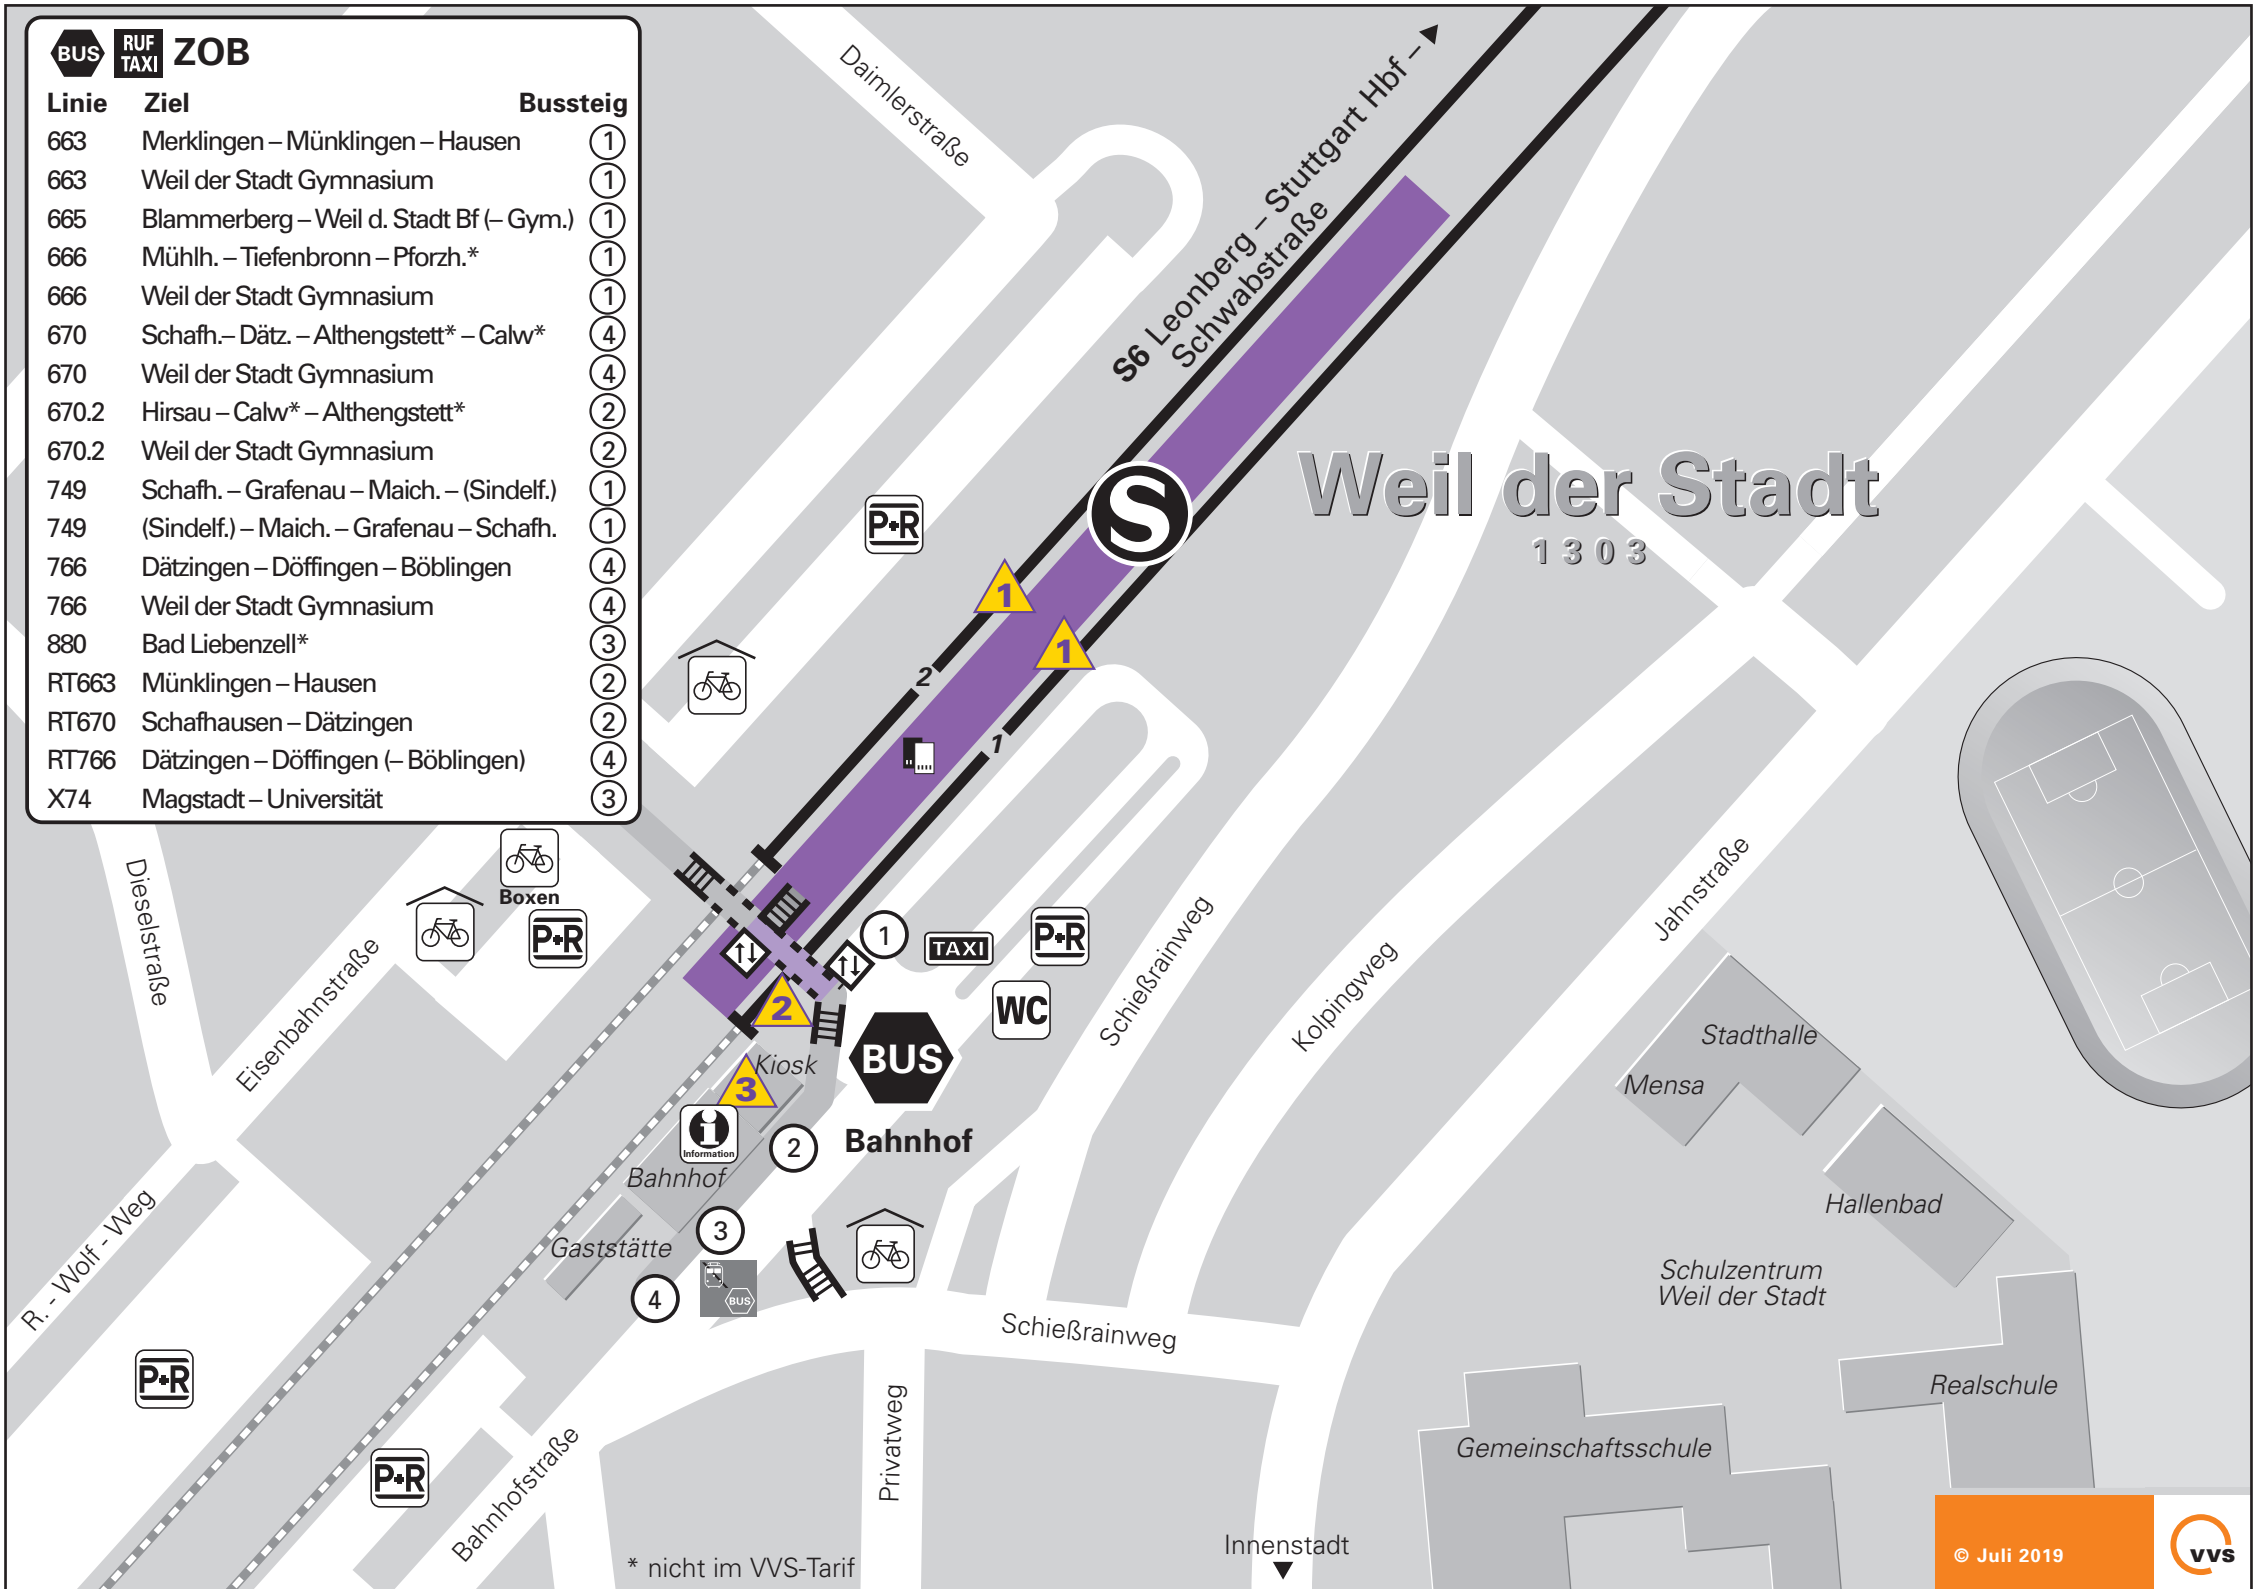 BUS RUF TAXI ZOB
Linie Ziel Bussteig
663 Merklingen – Münklingen – Hausen 1
663 Weil der Stadt Gymnasium 1
665 Blammerberg – Weil d. Stadt Bf (– Gym.) 1
666 Mühlh. – Tiefenbronn – Pforzh.* 1
666 Weil der Stadt Gymnasium 1
670 Schafh.– Dätz. – Althengstett* – Calw* 4
670 Weil der Stadt Gymnasium 4
670.2 Hirsau – Calw* – Althengstett* 2
670.2 Weil der Stadt Gymnasium 2
749 Schafh. – Grafenau – Maich. – (Sindelf.) 1
749 (Sindelf.) – Maich. – Grafenau – Schafh. 1
766 Dätzingen – Döffingen – Böblingen 4
766 Weil der Stadt Gymnasium 4
880 Bad Liebenzell* 3
RT663 Münklingen – Hausen 2
RT670 Schafhausen – Dätzingen 2
RT766 Dätzingen – Döffingen (– Böblingen) 4
X74 Magstadt – Universität 3
Daimlerstraße
S6 Leonberg – Stuttgart Hbf –
Schwabstraße
Weil der Stadt
1303
S
P+R
1
1
2
1
Boxen
P+R
Dieselstraße
Eisenbahnstraße
1
TAXI
P+R
WC
2
BUS
Bahnhof
Kiosk
3
Information
2
Bahnhof
Gaststätte
3
4
BUS
Schießrainweg
Kolpingweg
Jahnstraße
Stadthalle
Mensa
Hallenbad
Schulzentrum
Weil der Stadt
Realschule
Gemeinschaftsschule
R. - Wolf - Weg
P+R
P+R
Bahnhofstraße
Schießrainweg
Privatweg
Innenstadt
* nicht im VVS-Tarif
© Juli 2019
vvs